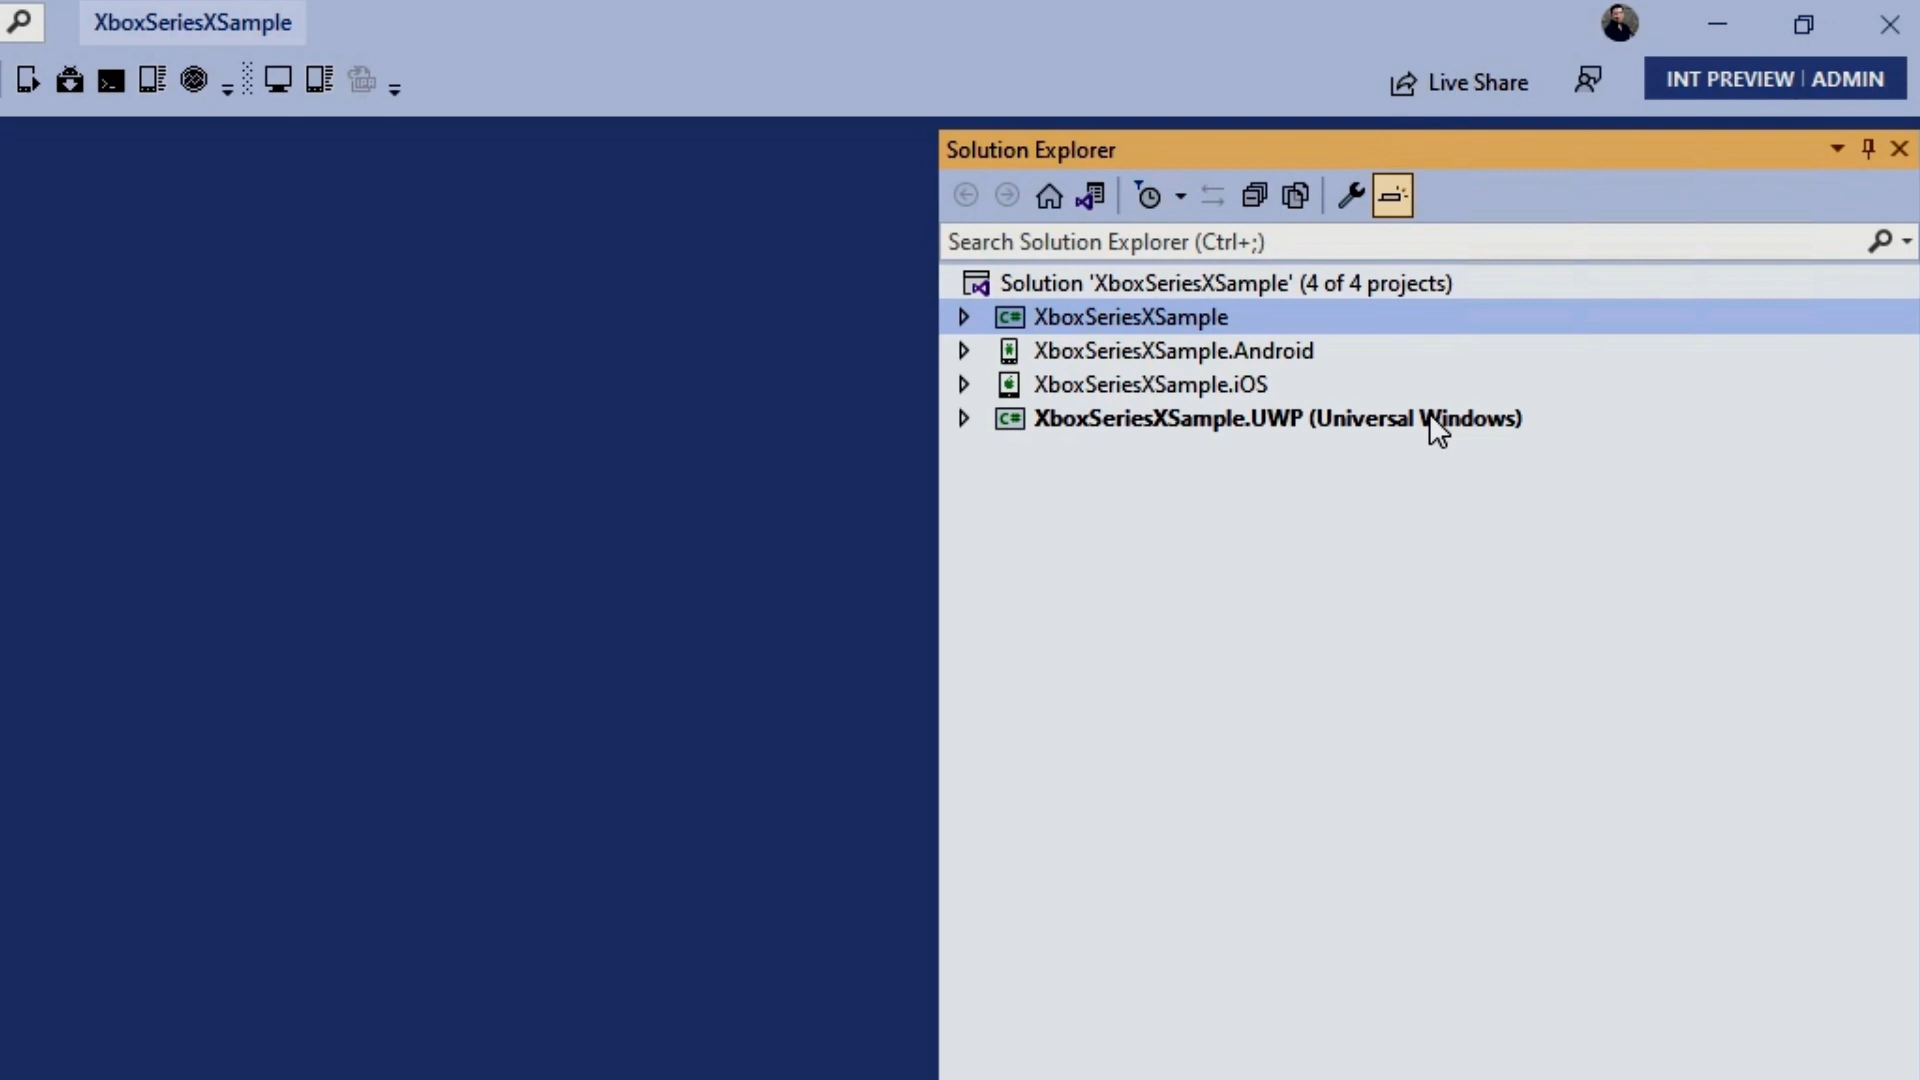 XboxSeriesXSample
Live Share
INT PREVIEW | ADMIN
Solution Explorer
Search Solution Explorer (Ctrl+;)
Solution 'XboxSeriesXSample' (4 of 4 projects)
C# XboxSeriesXSample
XboxSeriesXSample.Android
XboxSeriesXSample.iOS
C# XboxSeriesXSample.UWP (Universal Windows)